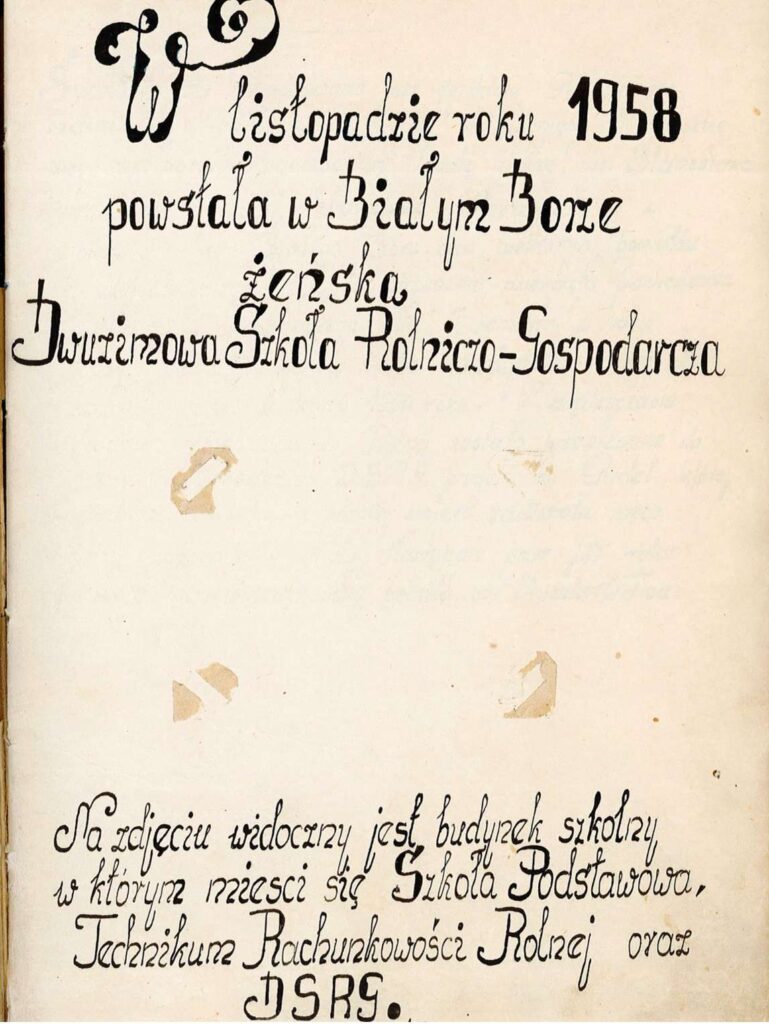 W listopadzie roku 1958
powstała w Białym Borze
żeńska
Dwuzimowa Szkoła Rolniczo-Gospodarcza
Na zdjęciu widoczny jest budynek szkolny
w którym miesci się Szkoła Podstawowa,
Technikum Rachunkowości Rolnej oraz
DSRG.